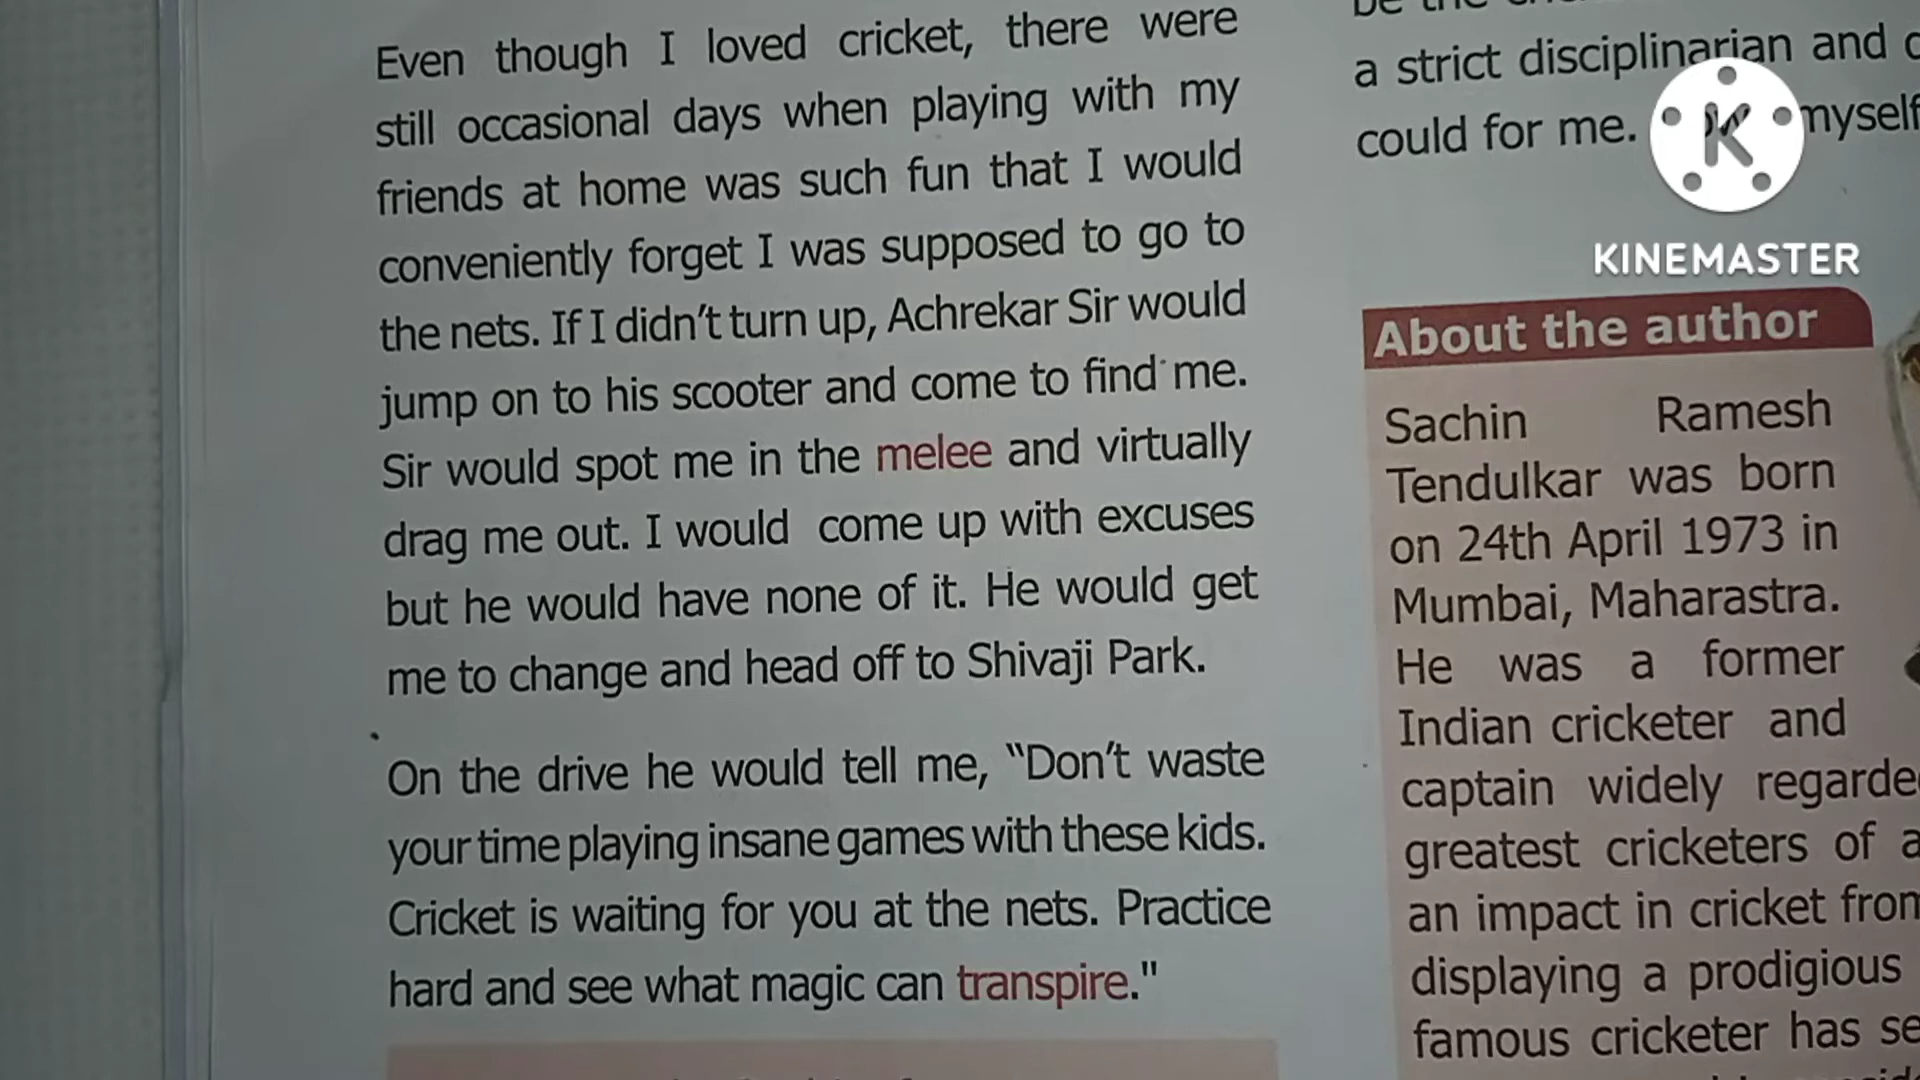 Even though I loved cricket, there were
still occasional days when playing with my
friends at home was such fun that I would
conveniently forget I was supposed to go to
the nets. If I didn't turn up, Achrekar Sir would
jump on to his scooter and come to find me.
Sir would spot me in the melee and virtually
drag me out. I would come up with excuses
but he would have none of it. He would get
me to change and head off to Shivaji Park.
On the drive he would tell me, “Don't waste
your time playing insane games with these kids.
Cricket is waiting for you at the nets. Practice
hard and see what magic can transpire."
a strict disciplinarian and
could for me. myself
KINEMASTER
About the author
Sachin Ramesh
Tendulkar was born
on 24th April 1973 in
Mumbai, Maharastra.
He was a former
Indian cricketer and
captain widely
greatest cricketers of
an impact in cricket
displaying a prodigious
famous cricketer has